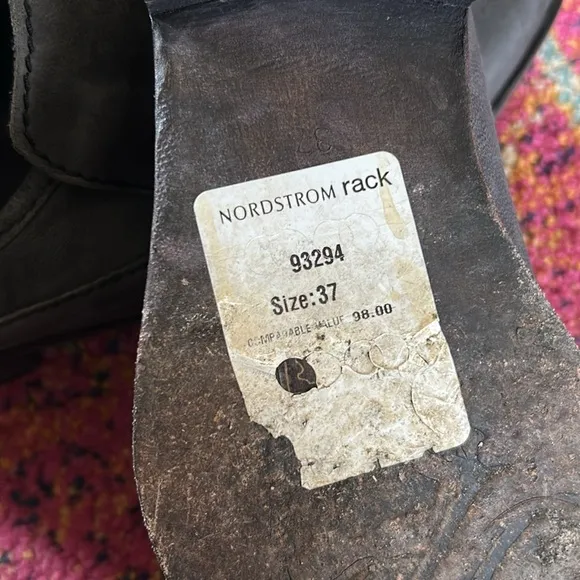 NORDSTROM rack
93294
Size:37
COMPARABLE VALUE 98.00